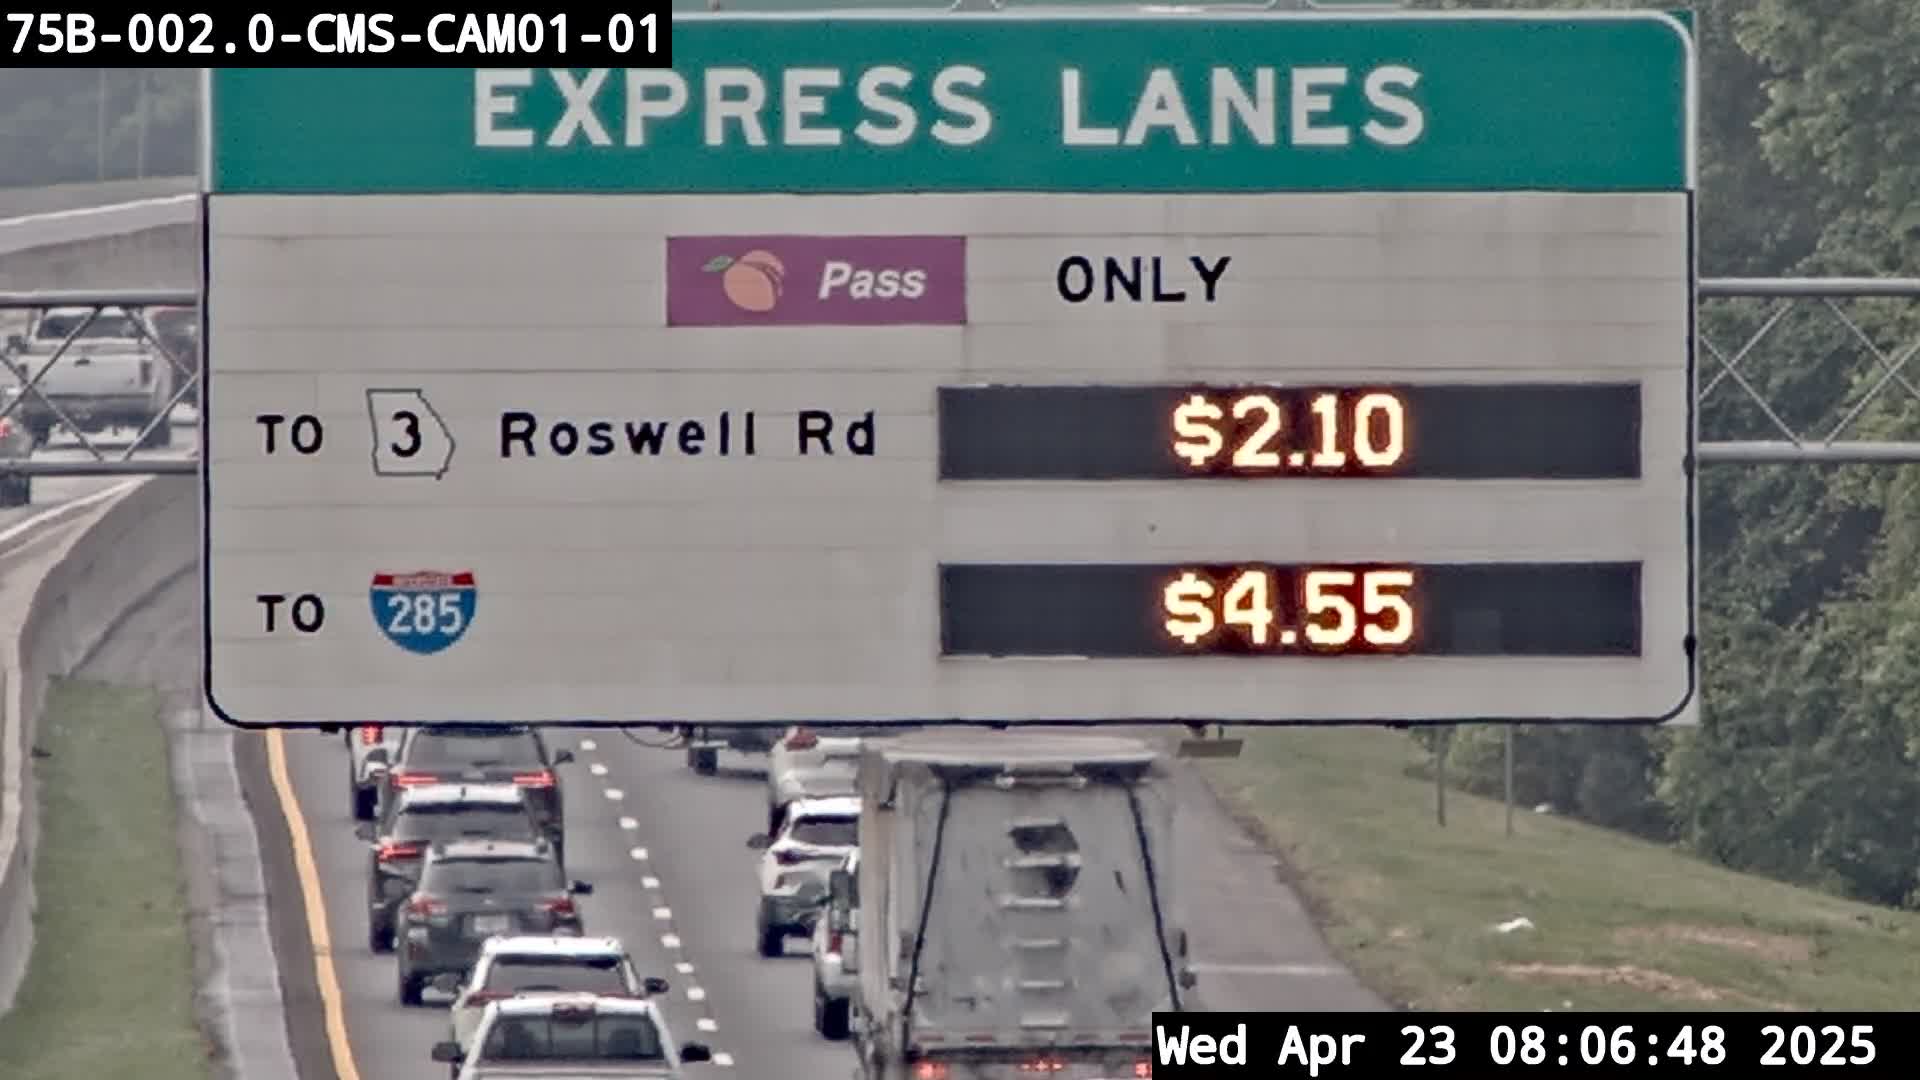 75B-002.0-CMS-CAM01-01
EXPRESS LANES
Pass ONLY
TO 3 Roswell Rd $2.10
INTERSTATE
TO 285 $4.55
Wed Apr 23 08:06:48 2025